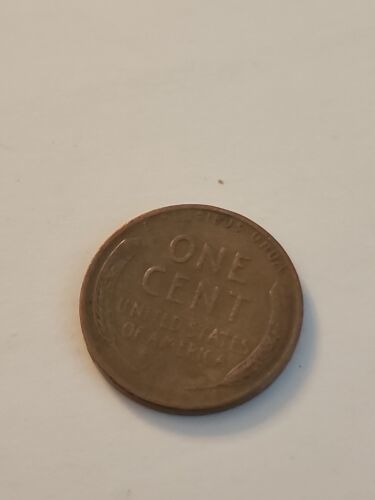 ONE
CENT
UNITED STATES
OF AMERICA